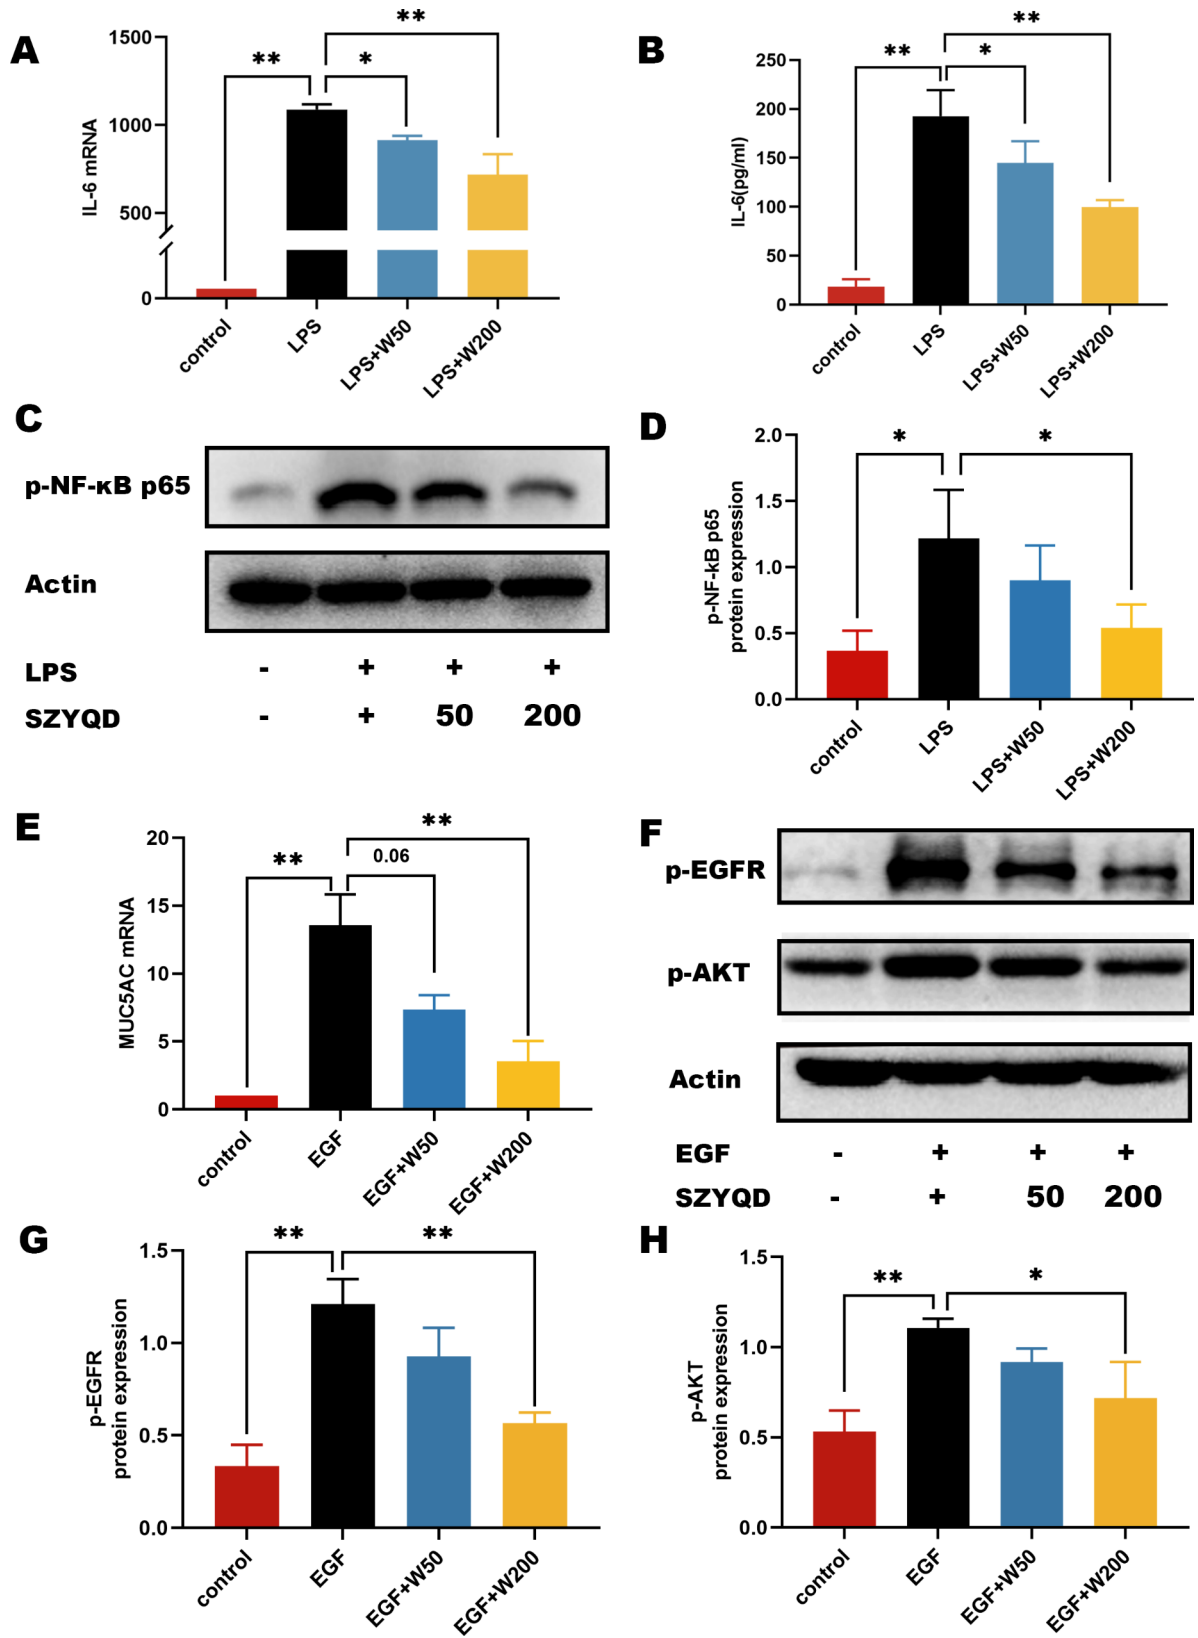 A
IL-6 mRNA
1500
1000
500
0
**
*
**
control
LPS
LPS+W50
LPS+W200
B
IL-6(pg/ml)
250
200
150
100
50
0
**
*
**
control
LPS
LPS+W50
LPS+W200
C
p-NF-κB p65
Actin
LPS - + + +
SZYQD - + 50 200
D
p-NF-kB p65
protein expression
2.0
1.5
1.0
0.5
0.0
*
*
control
LPS
LPS+W50
LPS+W200
E
MUC5AC mRNA
20
15
10
5
0
**
0.06
**
control
EGF
EGF+W50
EGF+W200
F
p-EGFR
p-AKT
Actin
EGF - + + +
SZYQD - + 50 200
G
p-EGFR
protein expression
1.5
1.0
0.5
0.0
**
**
control
EGF
EGF+W50
EGF+W200
H
p-AKT
protein expression
1.5
1.0
0.5
0.0
**
*
control
EGF
EGF+W50
EGF+W200